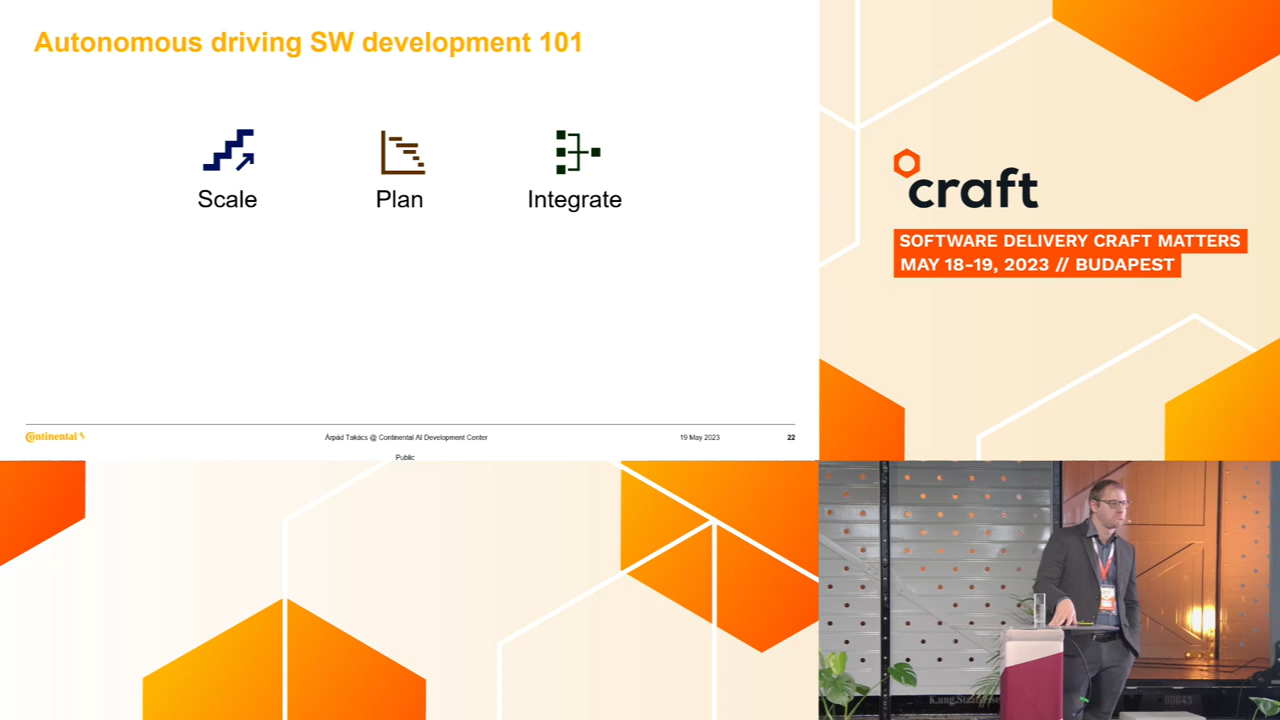 Autonomous driving SW development 101
Scale
Plan
Integrate
Continental
Árpád Takács @ Continental AI Development Center
19 May 2023
22
Public
craft
SOFTWARE DELIVERY CRAFT MATTERS
MAY 18-19, 2023 // BUDAPEST